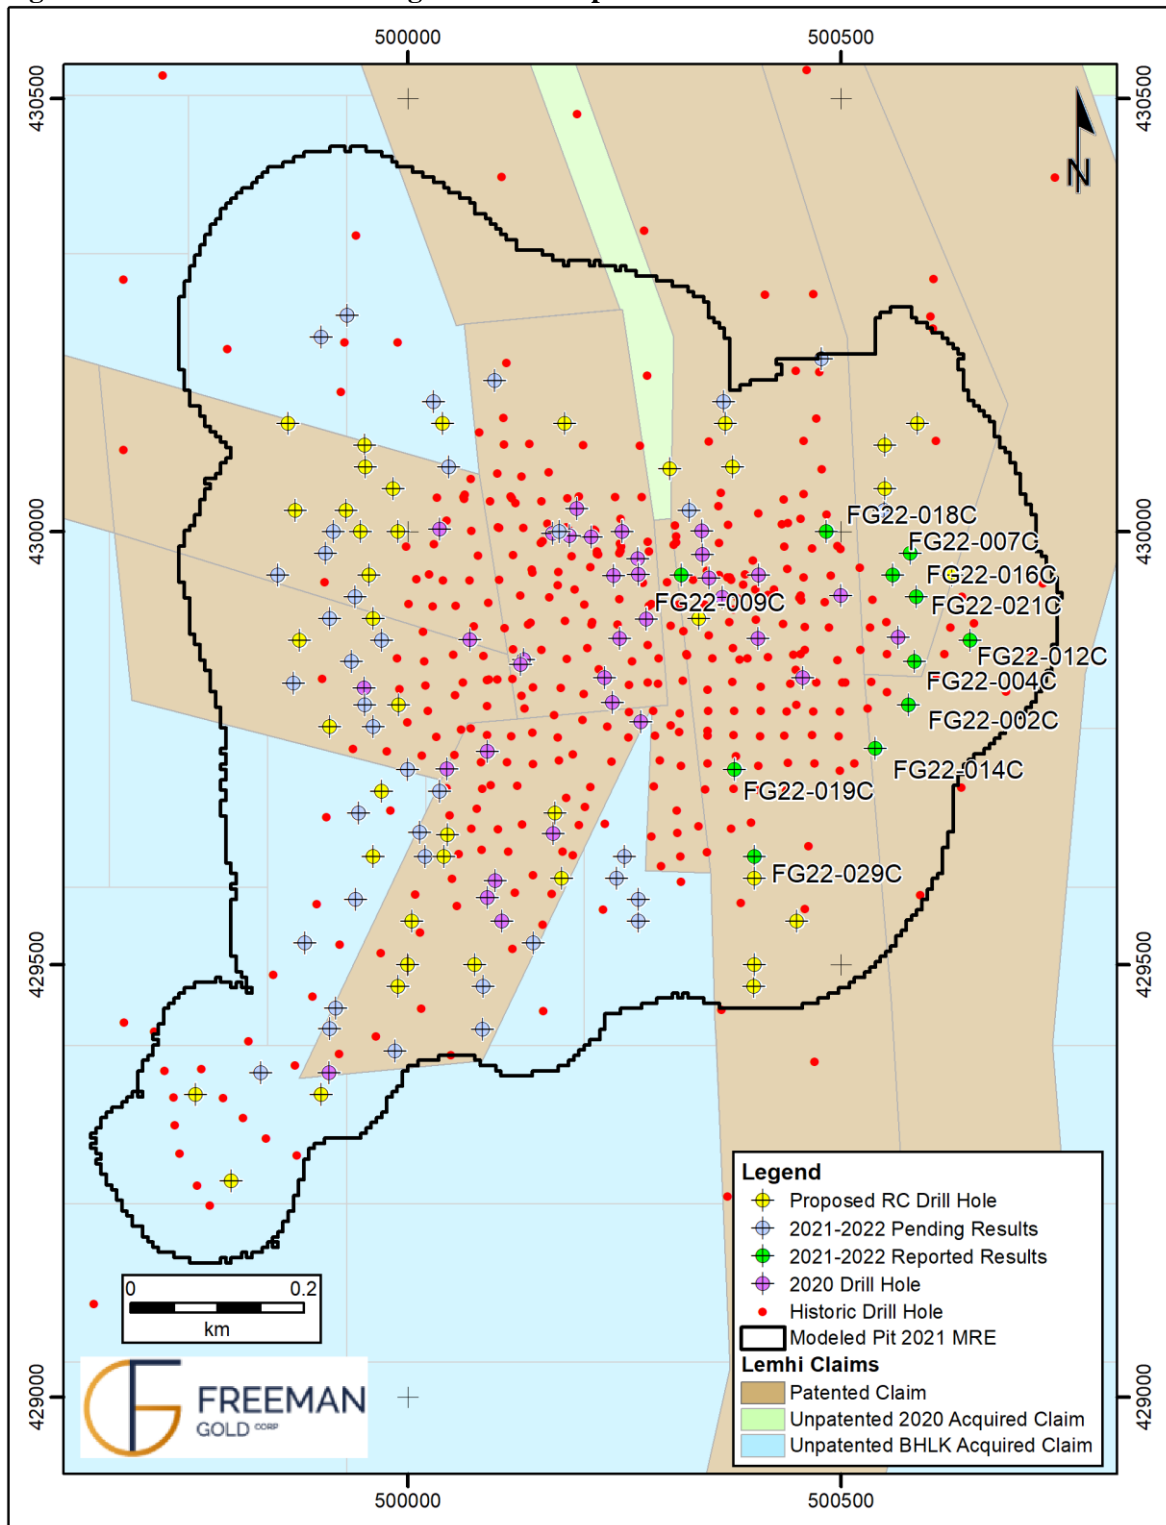 500000
500500
430500
430500
N
430000
430000
FG22-018C
FG22-007C
FG22-016C
FG22-009C
FG22-021C
FG22-012C
FG22-004C
FG22-002C
FG22-014C
FG22-019C
FG22-029C
429500
429500
Legend
Proposed RC Drill Hole
2021-2022 Pending Results
2021-2022 Reported Results
2020 Drill Hole
Historic Drill Hole
Modeled Pit 2021 MRE
Lemhi Claims
Patented Claim
Unpatented 2020 Acquired Claim
Unpatented BHLK Acquired Claim
0 0.2
km
FREEMAN
GOLD CORP
429000
429000
500000
500500